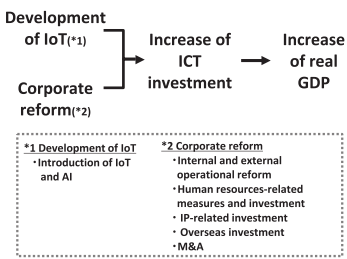 Development
of IoT(*1)
Corporate
reform(*2)
Increase of
ICT
investment
Increase
of real
GDP
*1 Development of IoT
・Introduction of IoT
and AI
*2 Corporate reform
・Internal and external
operational reform
・Human resources-related
measures and investment
・ IP-related investment
・ Overseas investment
・M&A